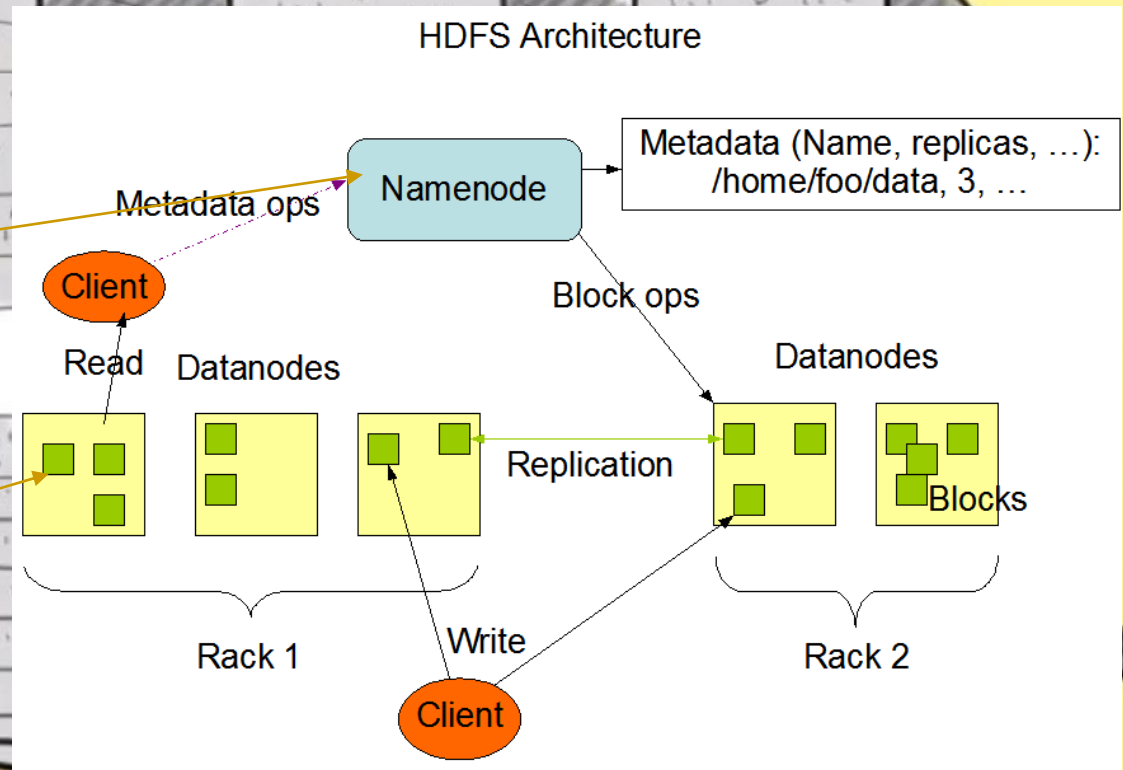 HDFS Architecture
Metadata (Name, replicas, …):
/home/foo/data, 3, …
Namenode
Metadata ops
Client
Block ops
Read
Datanodes
Datanodes
Replication
Blocks
Rack 1
Write
Rack 2
Client